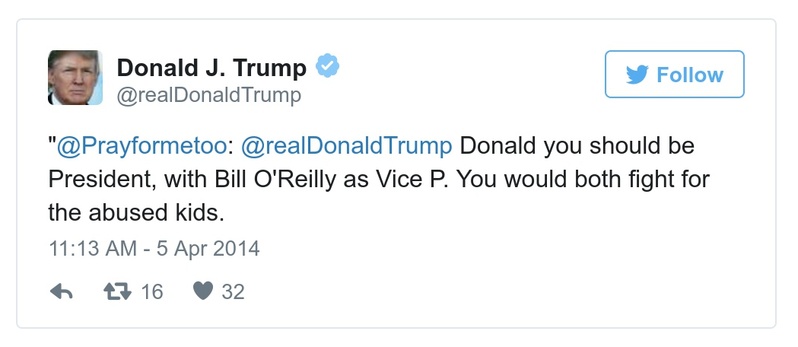 Donald J. Trump
@realDonaldTrump
Follow
"@Prayformetoo: @realDonaldTrump Donald you should be
President, with Bill O'Reilly as Vice P. You would both fight for
the abused kids.
11:13 AM - 5 Apr 2014
16 32